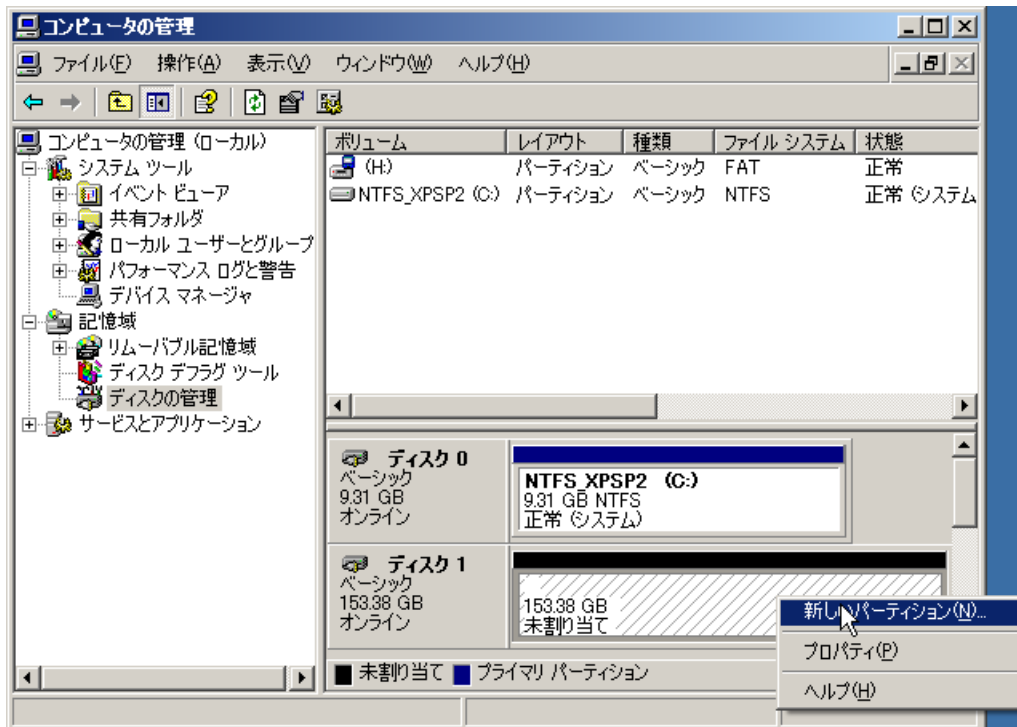 コンピュータの管理
ファイル(F) 操作(A) 表示(V) ウィンドウ(W) ヘルプ(H)
コンピュータの管理 (ローカル)
システム ツール
イベント ビューア
共有フォルダ
ローカル ユーザーとグループ
パフォーマンス ログと警告
デバイス マネージャ
記憶域
リムーバブル記憶域
ディスク デフラグ ツール
ディスクの管理
サービスとアプリケーション
ボリューム レイアウト 種類 ファイル システム 状態
(H:) パーティション ベーシック FAT 正常
NTFS_XPSP2 (C:) パーティション ベーシック NTFS 正常 (システム
ディスク 0
ベーシック
9.31 GB
オンライン
NTFS_XPSP2 (C:)
9.31 GB NTFS
正常 (システム)
ディスク 1
ベーシック
153.38 GB
オンライン
153.38 GB
未割り当て
新しいパーティション(N)...
プロパティ(P)
ヘルプ(H)
未割り当て プライマリ パーティション